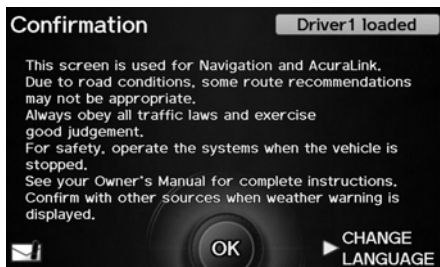 Confirmation
Driver1 loaded
This screen is used for Navigation and AcuraLink.
Due to road conditions, some route recommendations
may not be appropriate.
Always obey all traffic laws and exercise
good judgement.
For safety, operate the systems when the vehicle is
stopped.
See your Owner's Manual for complete instructions.
Confirm with other sources when weather warning is
displayed.
OK
CHANGE
LANGUAGE